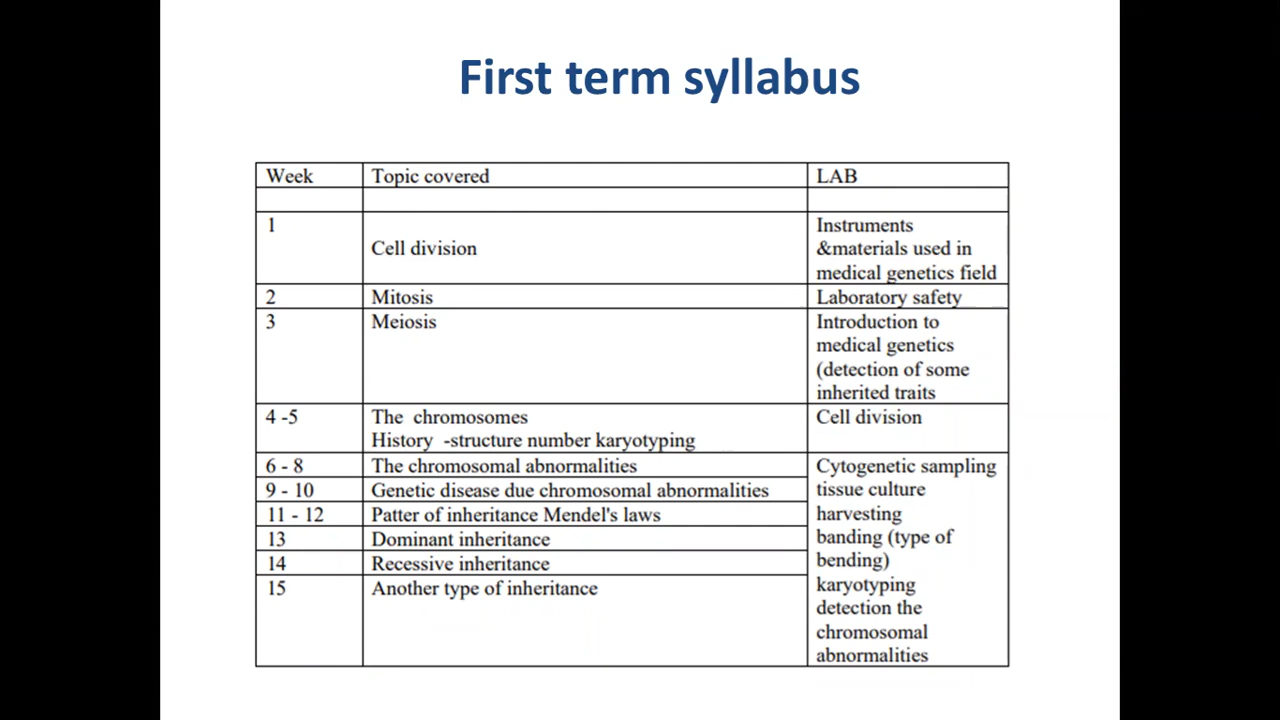 First term syllabus
Week Topic covered LAB
1 Cell division Instruments
&materials used in
medical genetics field
2 Mitosis Laboratory safety
3 Meiosis Introduction to
medical genetics
(detection of some
inherited traits
4 -5 The chromosomes Cell division
History -structure number karyotyping
6 - 8 The chromosomal abnormalities Cytogenetic sampling
9 - 10 Genetic disease due chromosomal abnormalities tissue culture
11 - 12 Patter of inheritance Mendel's laws harvesting
13 Dominant inheritance banding (type of
14 Recessive inheritance bending)
15 Another type of inheritance karyotyping
detection the
chromosomal
abnormalities